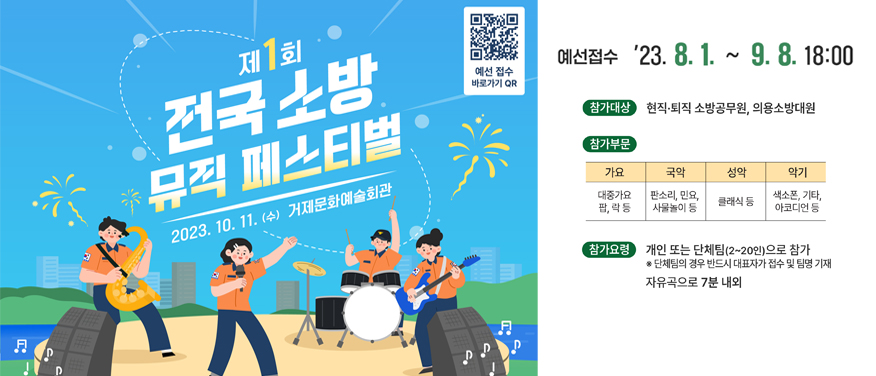 제1회
전국 소방
뮤직 페스티벌
2023. 10. 11. (수) 거제문화예술회관
예선 접수
바로가기 QR
예선접수 '23. 8. 1. ~ 9. 8. 18:00
참가대상 현직·퇴직 소방공무원, 의용소방대원
참가부문
가요 국악 성악 악기
대중가요 판소리, 민요, 클래식 등 색소폰, 기타,
팝, 락 등 사물놀이 등 아코디언 등
참가요령 개인 또는 단체팀(2~20인)으로 참가
※ 단체팀의 경우 반드시 대표자가 접수 및 팀명 기재
자유곡으로 7분 내외